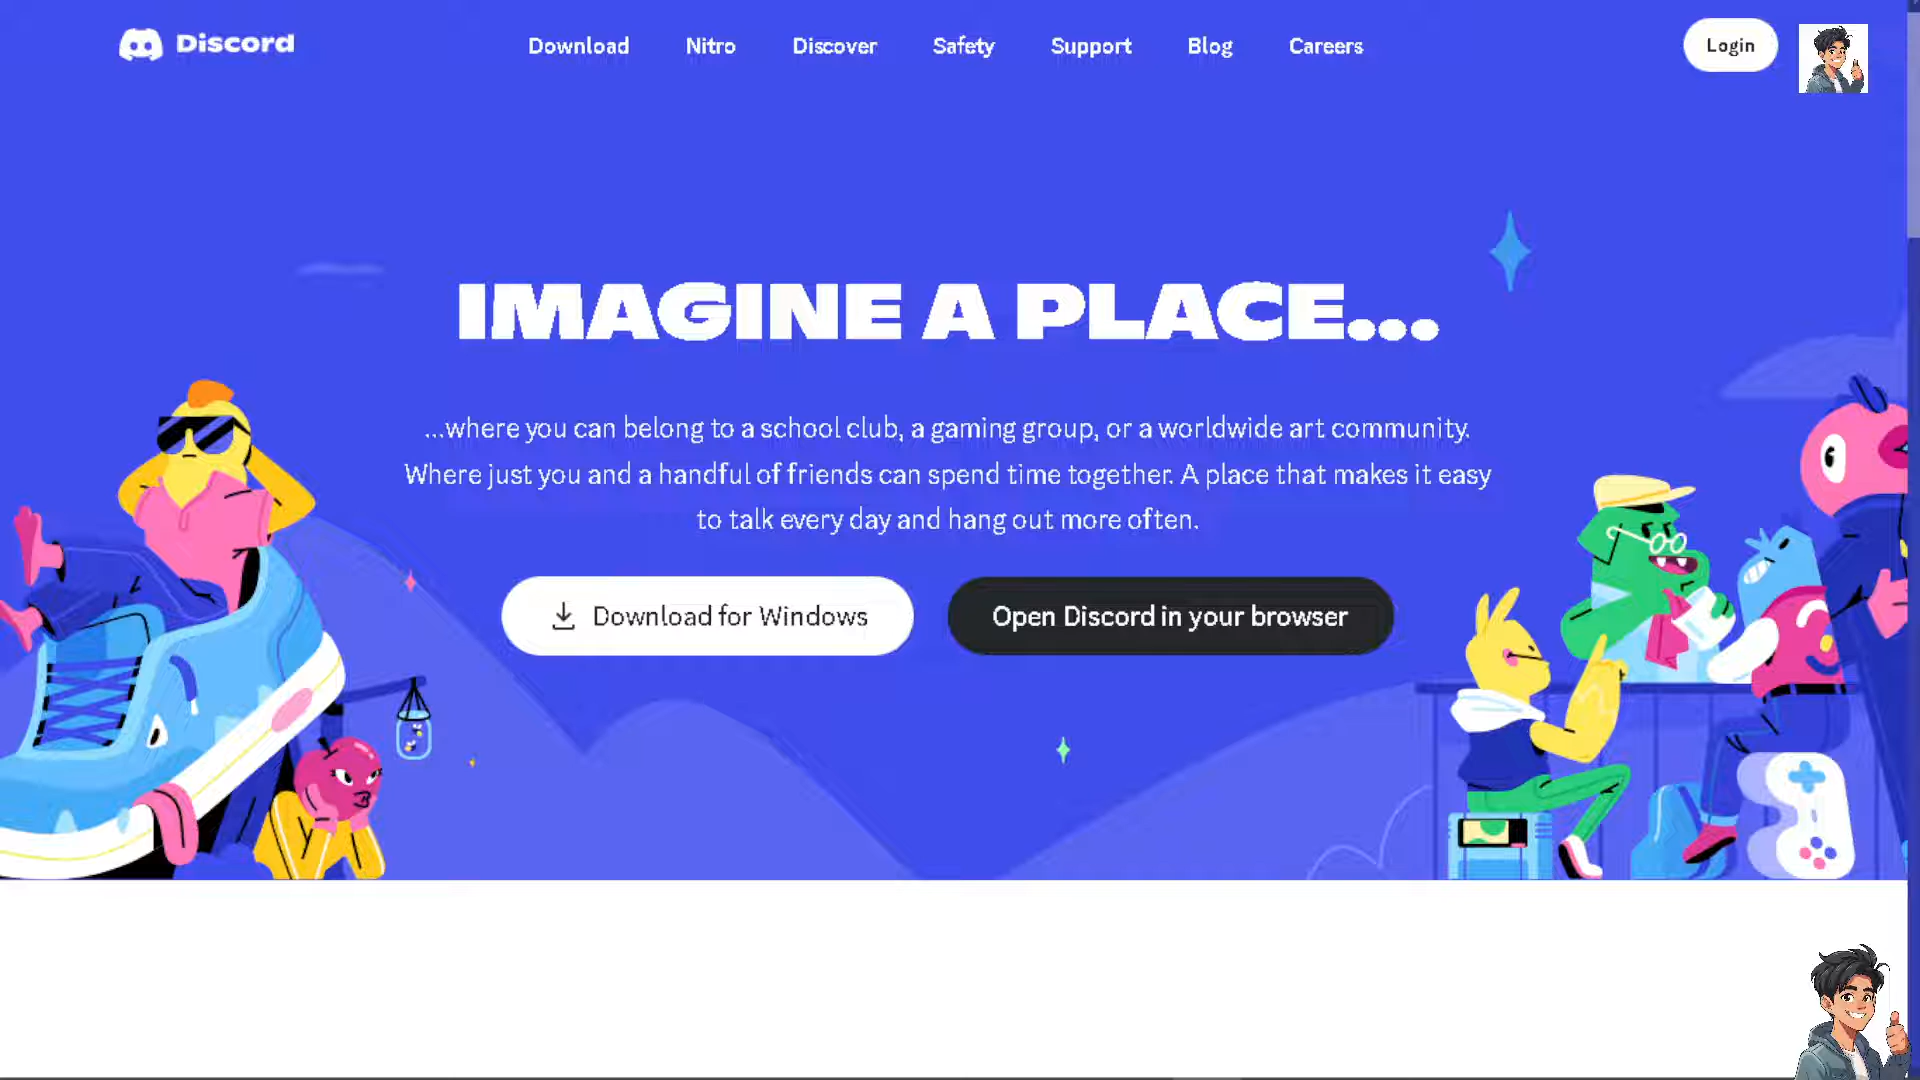 Discord
Download Nitro Discover Safety Support Blog Careers
Login
IMAGINE A PLACE...
...where you can belong to a school club, a gaming group, or a worldwide art community.
Where just you and a handful of friends can spend time together. A place that makes it easy
to talk every day and hang out more often.
Download for Windows
Open Discord in your browser